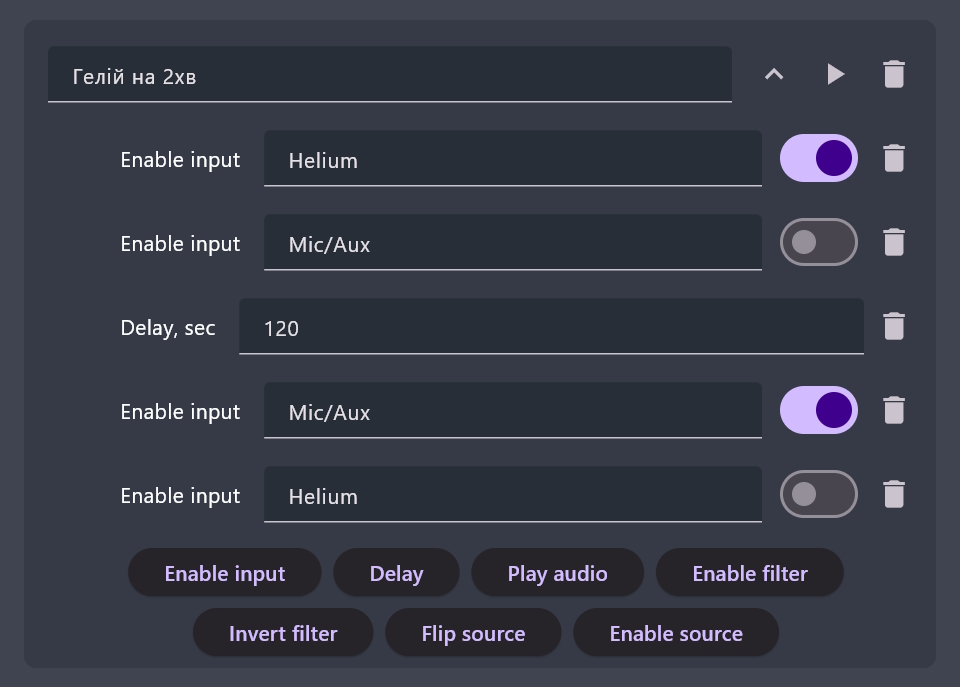 Гелій на 2хв
Enable input Helium
Enable input Mic/Aux
Delay, sec 120
Enable input Mic/Aux
Enable input Helium
Enable input Delay Play audio Enable filter
Invert filter Flip source Enable source